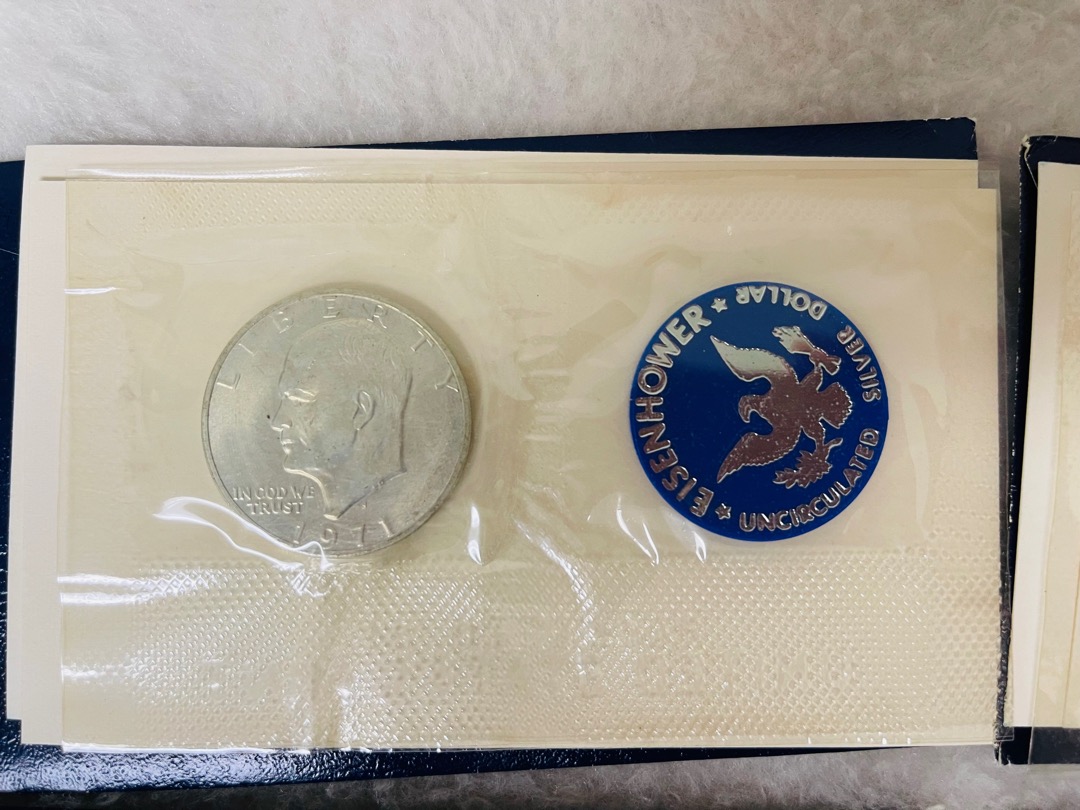 LIBERTY
IN GOD WE
TRUST
1971
EISENHOWER ★ DOLLAR
★ UNCIRCULATED SILVER